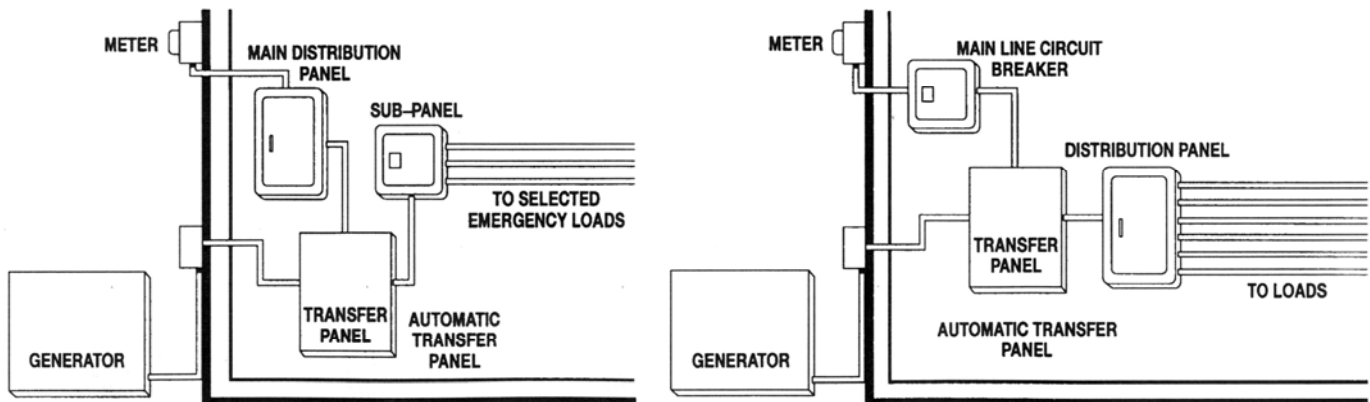 METER
MAIN DISTRIBUTION
PANEL
SUB–PANEL
TO SELECTED
EMERGENCY LOADS
TRANSFER
PANEL
AUTOMATIC
TRANSFER
PANEL
GENERATOR
METER
MAIN LINE CIRCUIT
BREAKER
DISTRIBUTION PANEL
TRANSFER
PANEL
TO LOADS
AUTOMATIC TRANSFER
PANEL
GENERATOR